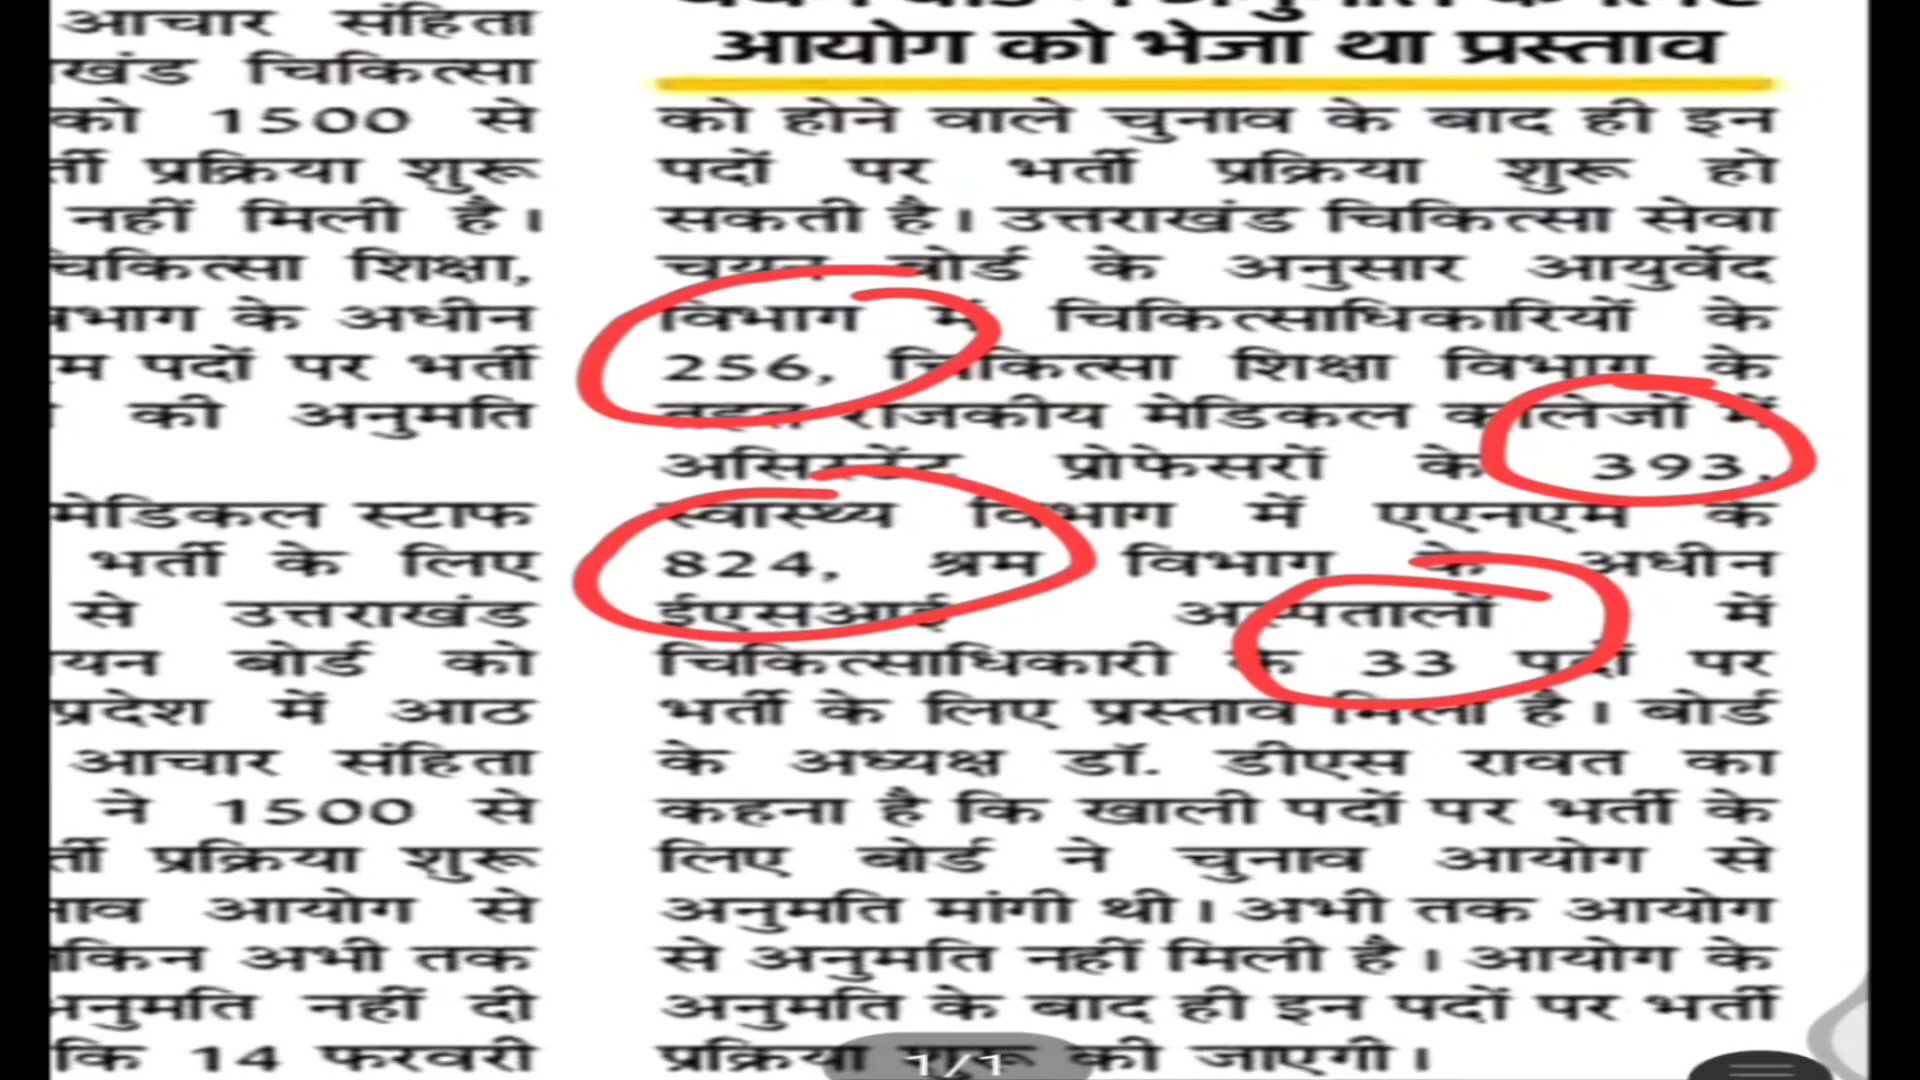 आचार संहिता
चिकित्सा
को 1500 से
प्रक्रिया शुरू
नहीं मिली है।
शिक्षा,
के अधीन
पदों पर भर्ती
की अनुमति
मेडिकल स्टाफ
भर्ती के लिए
से उत्तराखंड
बोर्ड को
प्रदेश में आठ
आचार संहिता
ने 1500 से
प्रक्रिया शुरू
आयोग से
अभी तक
नहीं दी
कि 14 फरवरी
आयोग को भेजा था प्रस्ताव
को होने वाले चुनाव के बाद ही इन
पदों पर भर्ती प्रक्रिया शुरू हो
सकती है। उत्तराखंड चिकित्सा सेवा
चयन बोर्ड के अनुसार आयुर्वेद
विभाग में चिकित्साधिकारियों के
256, चिकित्सा शिक्षा विभाग के
तहत राजकीय मेडिकल कालेजों में
असिस्टेंट प्रोफेसरों के 393,
स्वास्थ्य विभाग में एएनएम के
824, श्रम विभाग के अधीन
ईएसआई अस्पतालों में
चिकित्साधिकारी के 33 पदों पर
भर्ती के लिए प्रस्ताव मिला है। बोर्ड
के अध्यक्ष डॉ. डीएस रावत का
कहना है कि खाली पदों पर भर्ती के
लिए बोर्ड ने चुनाव आयोग से
अनुमति मांगी थी। अभी तक आयोग
से अनुमति नहीं मिली है। आयोग के
अनुमति के बाद ही इन पदों पर भर्ती
प्रक्रिया शुरू की जाएगी।
1/1